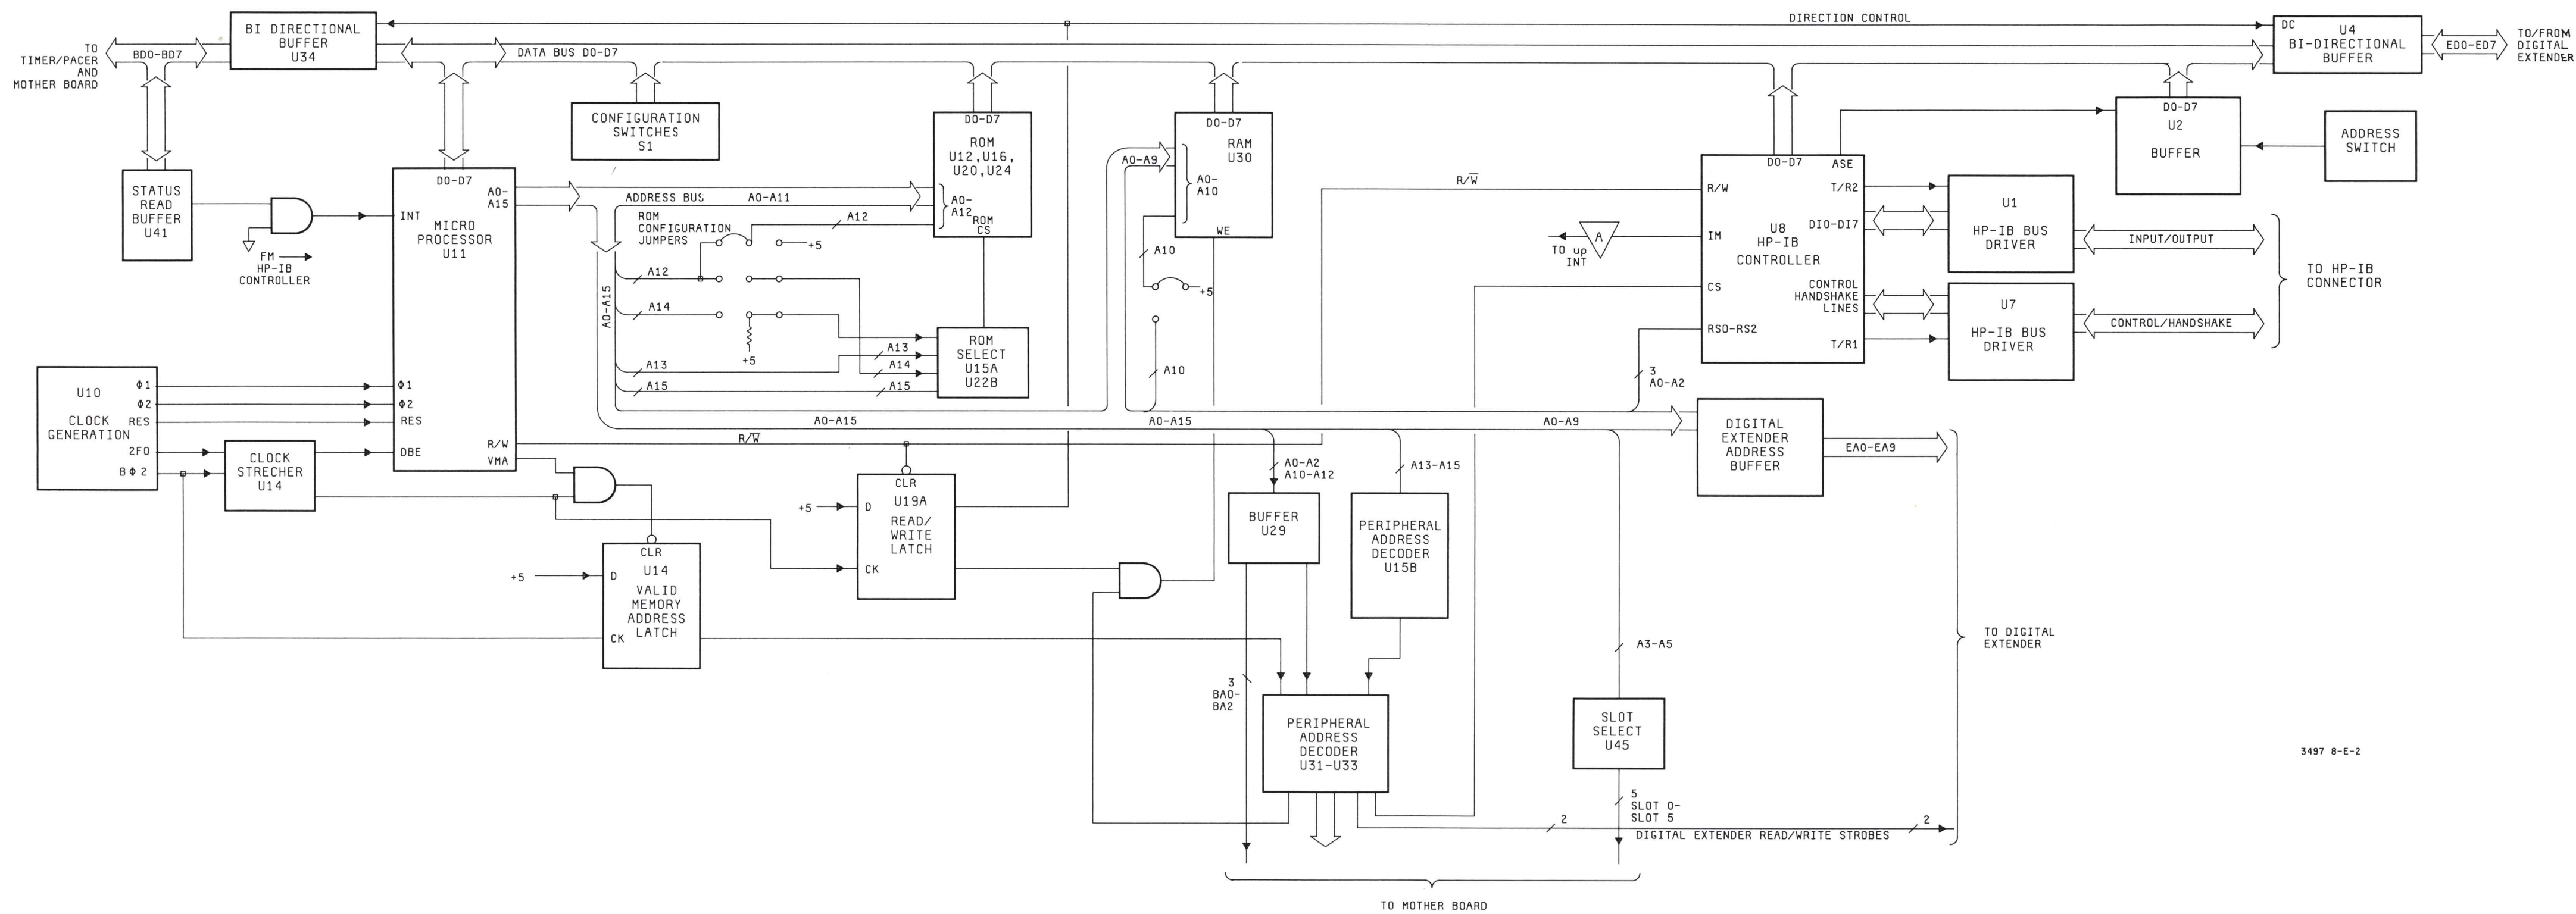 DIRECTION CONTROL
TO
TIMER/PACER
AND
MOTHER BOARD
BD0-BD7
BI DIRECTIONAL
BUFFER
U34
DATA BUS D0-D7
DC
U4
BI-DIRECTIONAL
BUFFER
ED0-ED7
TO/FROM
DIGITAL
EXTENDER
CONFIGURATION
SWITCHES
S1
D0-D7
ROM
U12,U16,
U20,U24
A0-
A12
ROM
CS
D0-D7
RAM
U30
A0-A9
A0-
A10
WE
D0-D7
U2
BUFFER
ADDRESS
SWITCH
STATUS
READ
BUFFER
U41
FM
HP-IB
CONTROLLER
D0-D7
A0-
A15
INT
MICRO
PROCESSOR
U11
Φ1
Φ2
RES
DBE
R/W
VMA
ADDRESS BUS
A0-A11
ROM
CONFIGURATION
JUMPERS
A12
+5
A12
A14
+5
A0-A15
A13
A15
A13
A14
A15
ROM
SELECT
U15A
U22B
A10
+5
A10
R/W̅
TO up
INT
A
D0-D7
ASE
R/W
T/R2
DI0-DI7
IM
U8
HP-IB
CONTROLLER
CS
CONTROL
HANDSHAKE
LINES
RS0-RS2
T/R1
U1
HP-IB BUS
DRIVER
INPUT/OUTPUT
U7
HP-IB BUS
DRIVER
CONTROL/HANDSHAKE
TO HP-IB
CONNECTOR
3
A0-A2
U10
CLOCK
GENERATION
Φ1
Φ2
RES
2F0
BΦ2
CLOCK
STRECHER
U14
A0-A15
A0-A15
A0-A9
R/W̅
DIGITAL
EXTENDER
ADDRESS
BUFFER
EA0-EA9
CLR
+5
D
U19A
READ/
WRITE
LATCH
CK
A0-A2
A10-A12
A13-A15
BUFFER
U29
PERIPHERAL
ADDRESS
DECODER
U15B
CLR
+5
D
U14
VALID
MEMORY
ADDRESS
LATCH
CK
A3-A5
TO DIGITAL
EXTENDER
3
BA0-
BA2
PERIPHERAL
ADDRESS
DECODER
U31-U33
SLOT
SELECT
U45
3497 8-E-2
5
SLOT 0-
SLOT 5
2
2
DIGITAL EXTENDER READ/WRITE STROBES
TO MOTHER BOARD